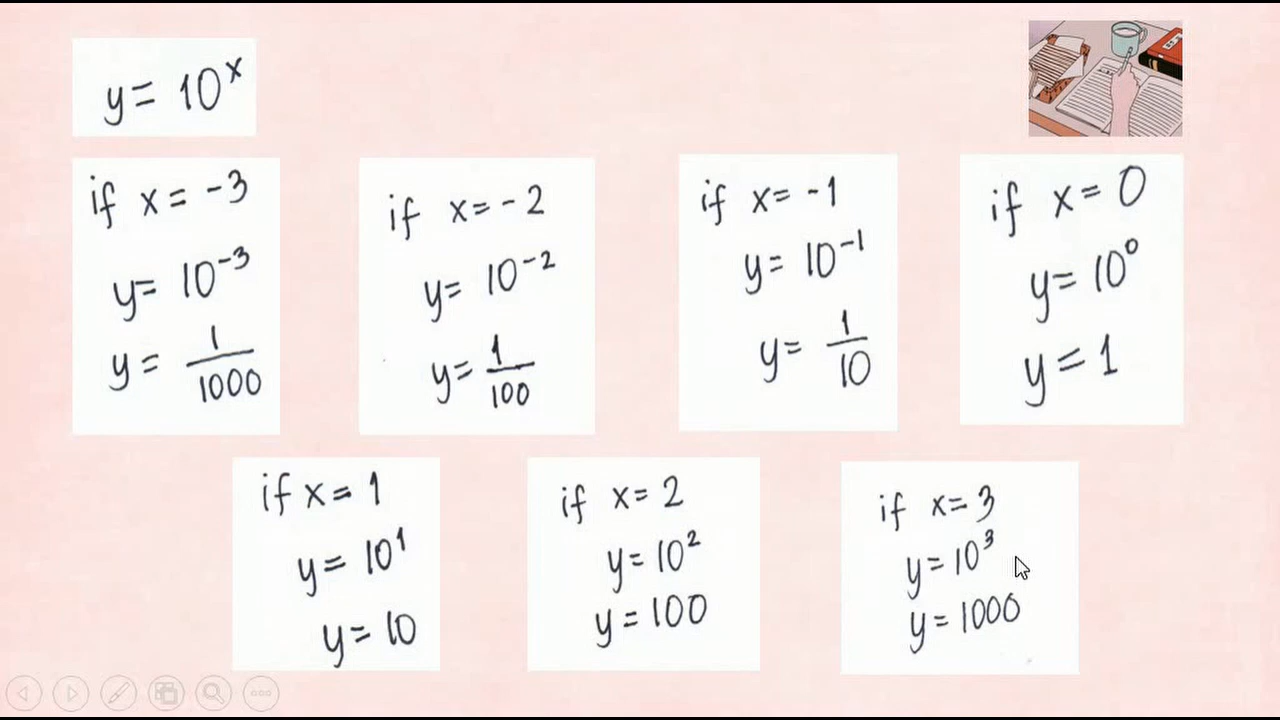 y = 10^x
if x = -3
y = 10^-3
y = 1/1000
if x = -2
y = 10^-2
y = 1/100
if x = -1
y = 10^-1
y = 1/10
if x = 0
y = 10^0
y = 1
if x = 1
y = 10^1
y = 10
if x = 2
y = 10^2
y = 100
if x = 3
y = 10^3
y = 1000